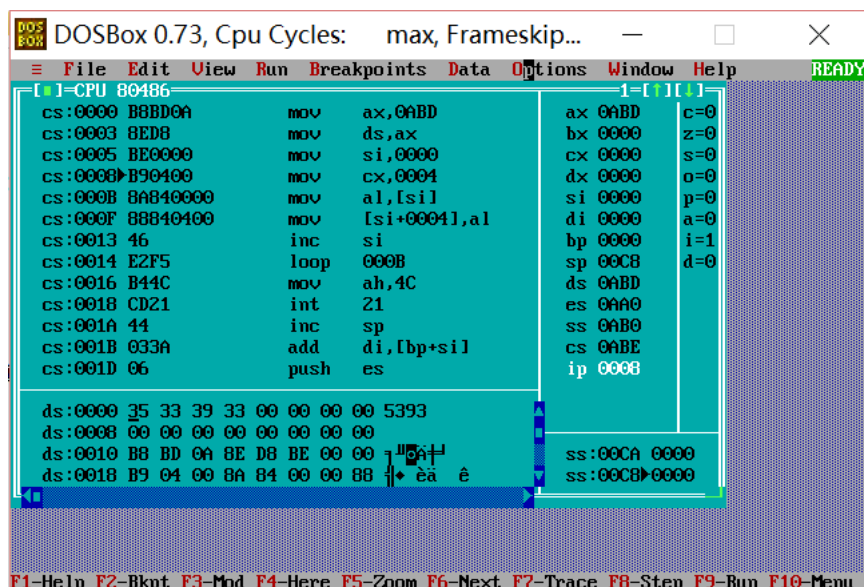 DOSBox 0.73, Cpu Cycles: max, Frameskip...
≡ File Edit View Run Breakpoints Data Options Window Help READY
[■]=CPU 80486 1=[↑][↓]
cs:0000 B8BD0A mov ax,0ABD ax 0ABD c=0
cs:0003 8ED8 mov ds,ax bx 0000 z=0
cs:0005 BE0000 mov si,0000 cx 0000 s=0
cs:0008►B90400 mov cx,0004 dx 0000 o=0
cs:000B 8A840000 mov al,[si] si 0000 p=0
cs:000F 88840400 mov [si+0004],al di 0000 a=0
cs:0013 46 inc si bp 0000 i=1
cs:0014 E2F5 loop 000B sp 00C8 d=0
cs:0016 B44C mov ah,4C ds 0ABD
cs:0018 CD21 int 21 es 0AA0
cs:001A 44 inc sp ss 0AB0
cs:001B 033A add di,[bp+si] cs 0ABE
cs:001D 06 push es ip 0008
ds:0000 35 33 39 33 00 00 00 00 5393
ds:0008 00 00 00 00 00 00 00 00
ds:0010 B8 BD 0A 8E D8 BE 00 00 ╕╜◙Ä╪╛ ss:00CA 0000
ds:0018 B9 04 00 8A 84 00 00 88 ╣♦ èä ê ss:00C8►0000
F1-Help F2-Bkpt F3-Mod F4-Here F5-Zoom F6-Next F7-Trace F8-Step F9-Run F10-Menu